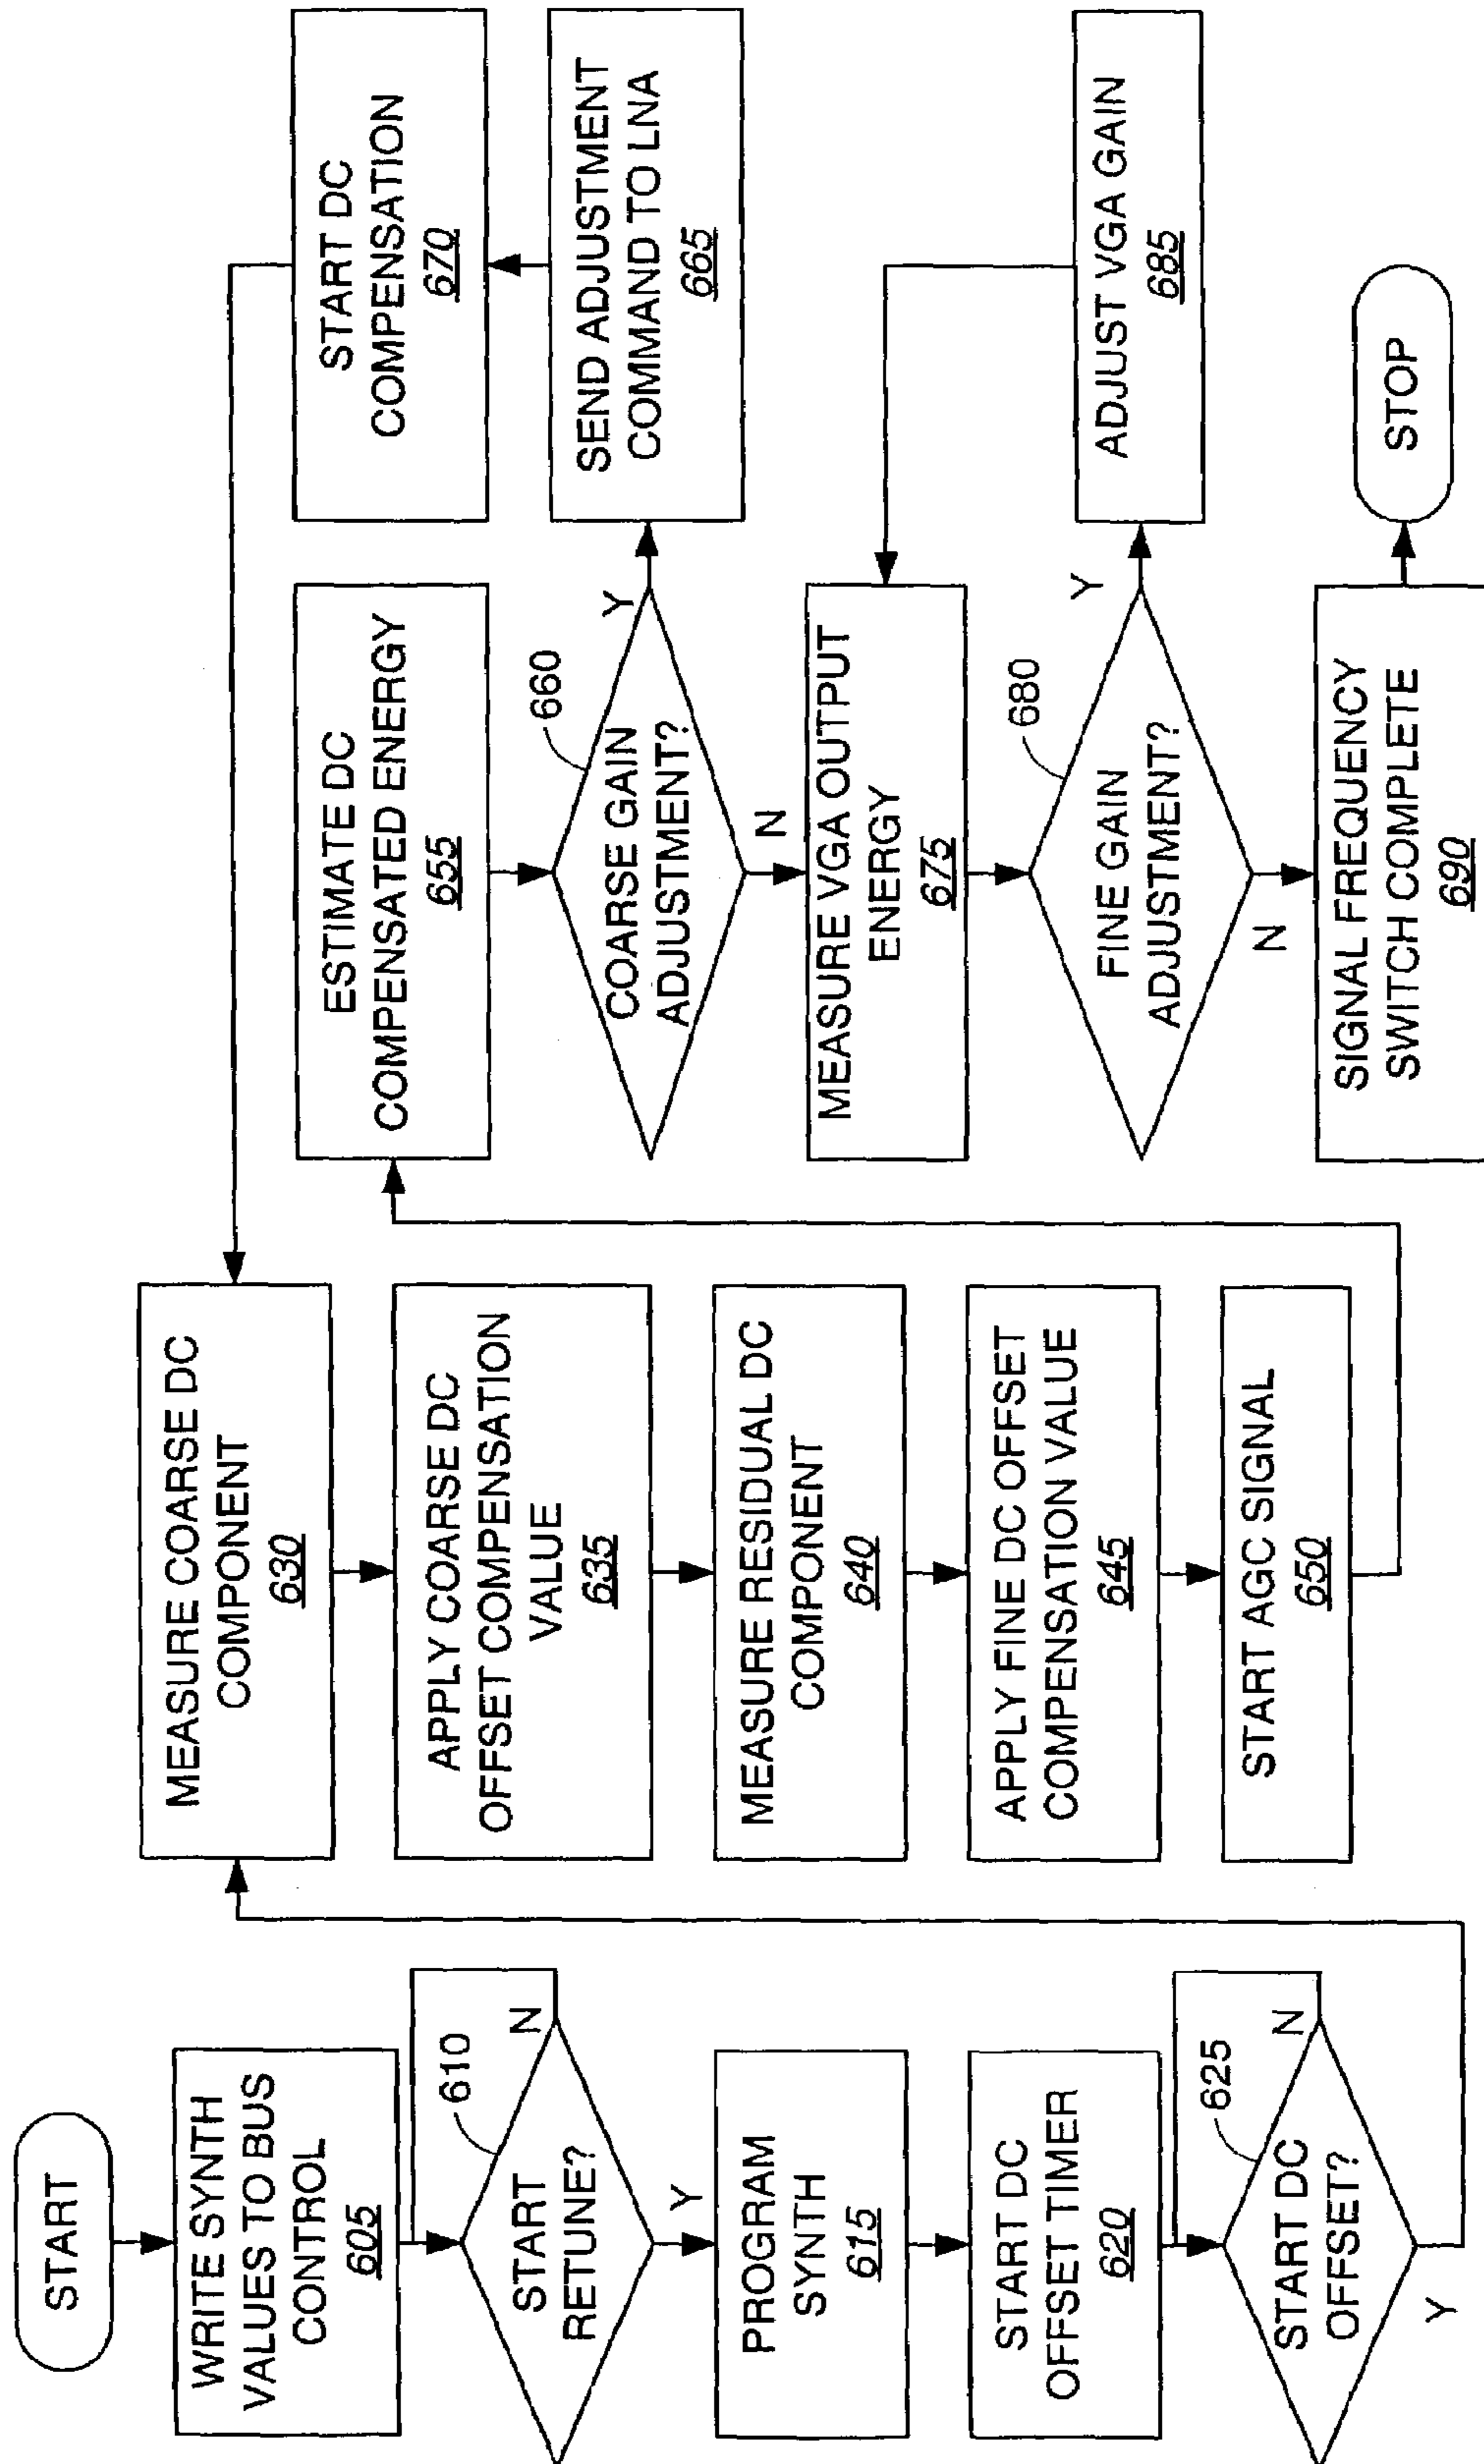 START
WRITE SYNTH
VALUES TO BUS
CONTROL
605
610
START
RETUNE?
N
Y
PROGRAM
SYNTH
615
START DC
OFFSET TIMER
620
625
START DC
OFFSET?
N
Y
MEASURE COARSE DC
COMPONENT
630
APPLY COARSE DC
OFFSET COMPENSATION
VALUE
635
MEASURE RESIDUAL DC
COMPONENT
640
APPLY FINE DC OFFSET
COMPENSATION VALUE
645
START AGC SIGNAL
650
ESTIMATE DC
COMPENSATED ENERGY
655
660
COARSE GAIN
ADJUSTMENT?
Y
N
SEND ADJUSTMENT
COMMAND TO LNA
665
START DC
COMPENSATION
670
MEASURE VGA OUTPUT
ENERGY
675
680
FINE GAIN
ADJUSTMENT?
Y
N
ADJUST VGA GAIN
685
SIGNAL FREQUENCY
SWITCH COMPLETE
690
STOP